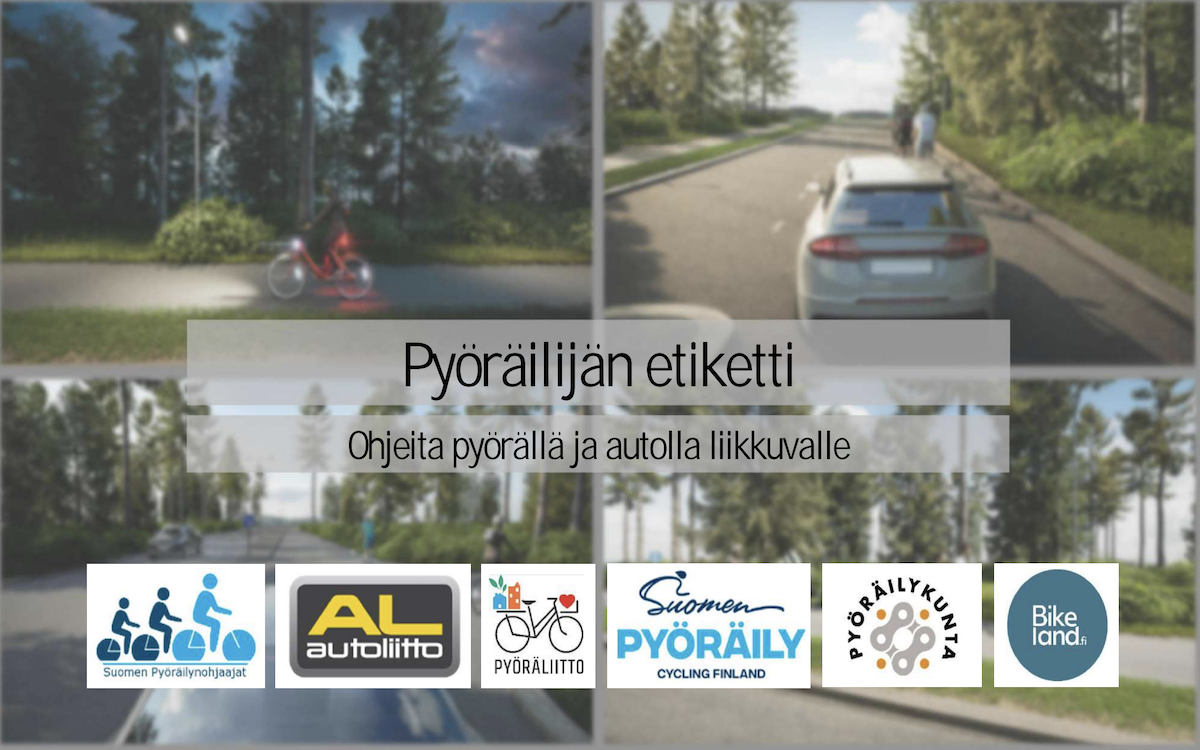 Pyöräilijän etiketti
Ohjeita pyörällä ja autolla liikkuvalle
Suomen Pyöräilynohjaajat
AL
autoliitto
PYÖRÄLIITTO
Suomen
PYÖRÄILY
CYCLING FINLAND
PYÖRÄILYKUNTA
Bike
land.fi